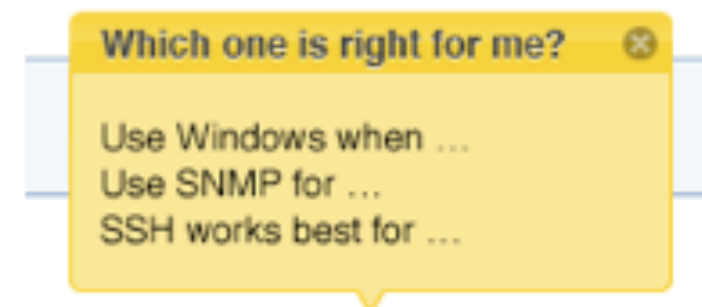 Which one is right for me?
Use Windows when ...
Use SNMP for ...
SSH works best for ...